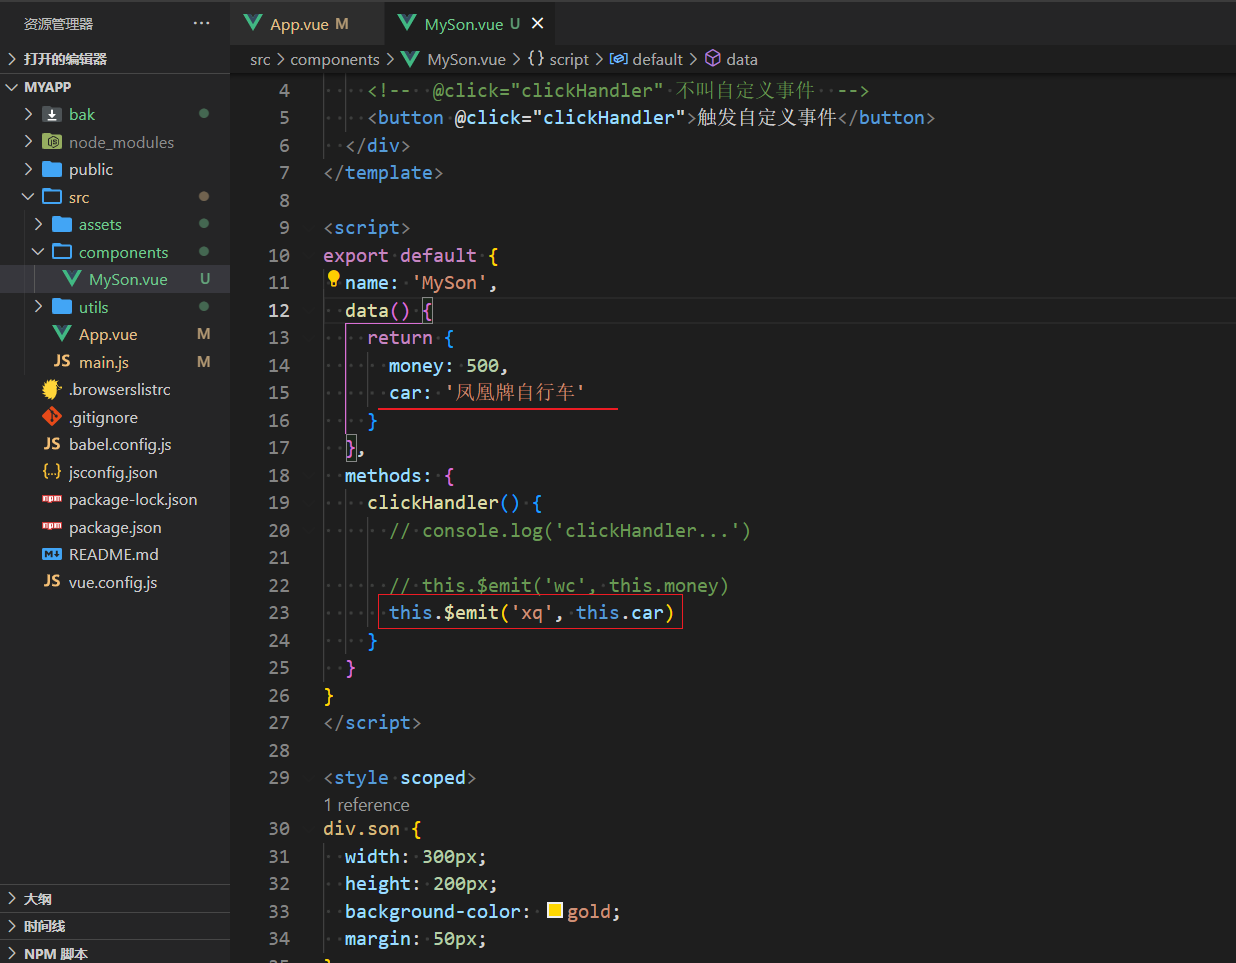 资源管理器 ···
打开的编辑器
MYAPP
bak
node_modules
public
src
assets
components
MySon.vue U
utils
App.vue M
JS main.js M
.browserslistrc
.gitignore
JS babel.config.js
{..} jsconfig.json
npm package-lock.json
npm package.json
M↓ README.md
JS vue.config.js
大纲
时间线
NPM 脚本
App.vue M MySon.vue U ×
src > components > MySon.vue > {} script > default > data
4 <!-- @click="clickHandler" 不叫自定义事件 -->
5 <button @click="clickHandler">触发自定义事件</button>
6 </div>
7 </template>
8
9 <script>
10 export default {
11 name: 'MySon',
12 data() {
13 return {
14 money: 500,
15 car: '凤凰牌自行车'
16 }
17 },
18 methods: {
19 clickHandler() {
20 // console.log('clickHandler...')
21
22 // this.$emit('wc', this.money)
23 this.$emit('xq', this.car)
24 }
25 }
26 }
27 </script>
28
29 <style scoped>
1 reference
30 div.son {
31 width: 300px;
32 height: 200px;
33 background-color: gold;
34 margin: 50px;